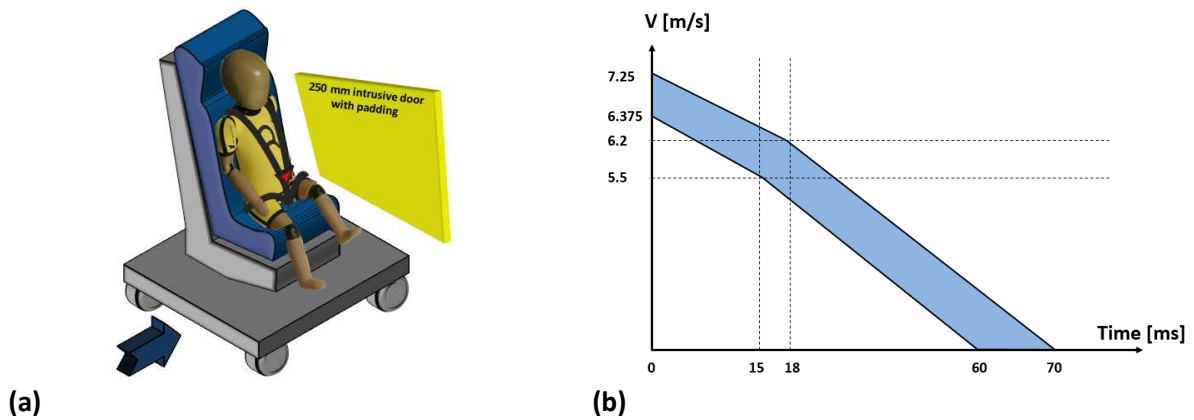 250 mm intrusive door
with padding
(a)
V [m/s]
7.25
6.375
6.2
5.5
Time [ms]
0
15
18
60
70
(b)